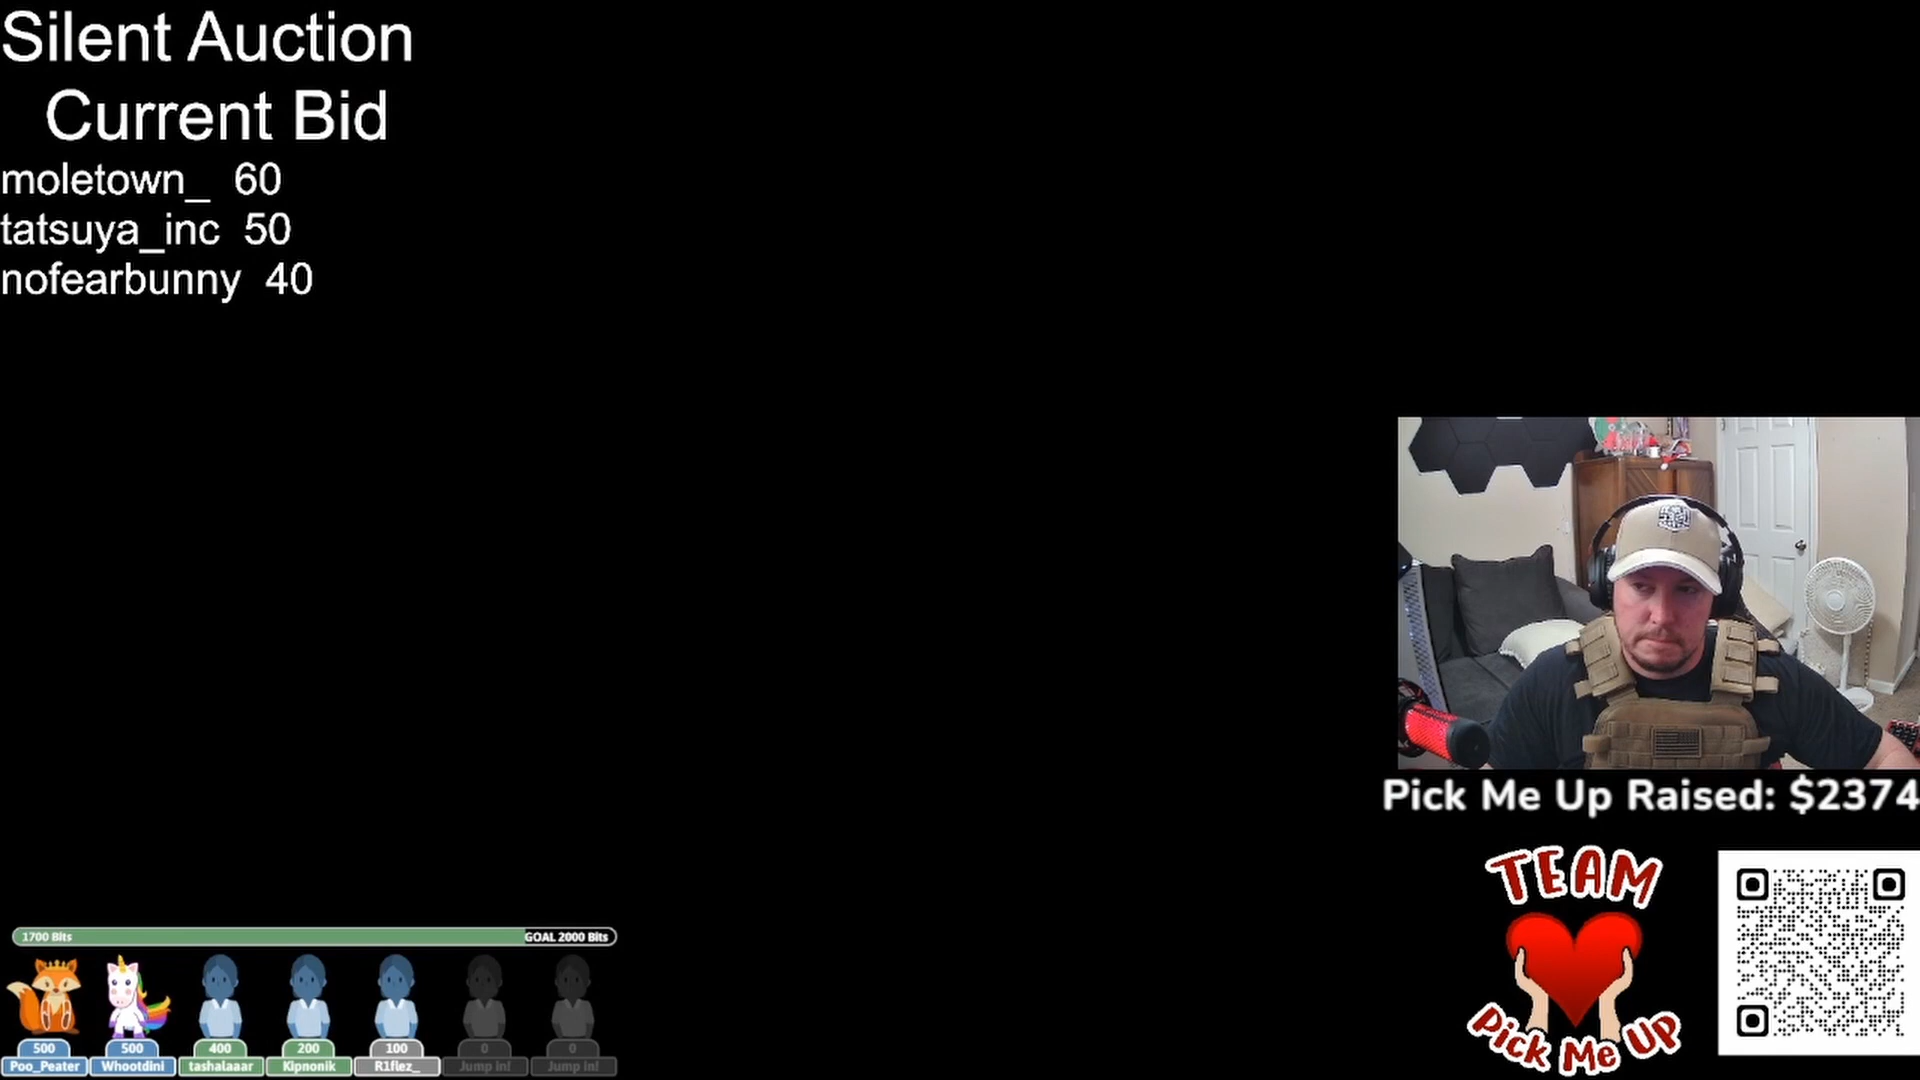 Silent Auction
Current Bid
moletown_ 60
tatsuya_inc 50
nofearbunny 40
Pick Me Up Raised: $2374
TEAM
Pick Me UP
1700 Bits
GOAL 2000 Bits
500 500 400 200 100 0 0
Poo_Peater Whootdini tashalaaar Kipnonik R1flez_ Jump In! Jump In!